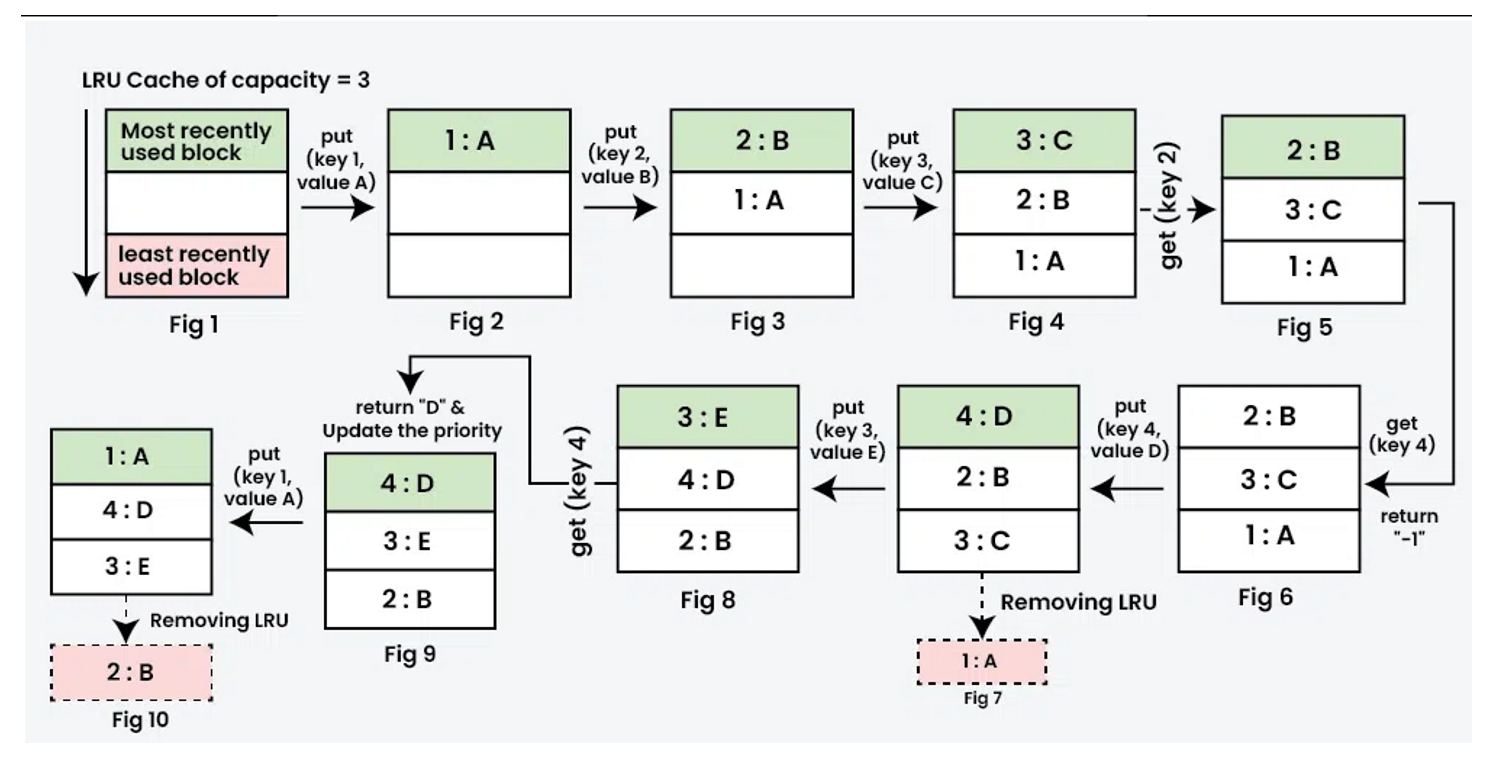 LRU Cache of capacity = 3
Most recently
used block
least recently
used block
Fig 1
put
(key 1,
value A)
1 : A
Fig 2
put
(key 2,
value B)
2 : B
1 : A
Fig 3
put
(key 3,
value C)
3 : C
2 : B
1 : A
Fig 4
get (key 2)
2 : B
3 : C
1 : A
Fig 5
get
(key 4)
return
"-1"
2 : B
3 : C
1 : A
Fig 6
put
(key 4,
value D)
4 : D
2 : B
3 : C
Removing LRU
1 : A
Fig 7
put
(key 3,
value E)
3 : E
4 : D
2 : B
Fig 8
get (key 4)
return "D" &
Update the priority
4 : D
3 : E
2 : B
Fig 9
put
(key 1,
value A)
1 : A
4 : D
3 : E
Removing LRU
2 : B
Fig 10